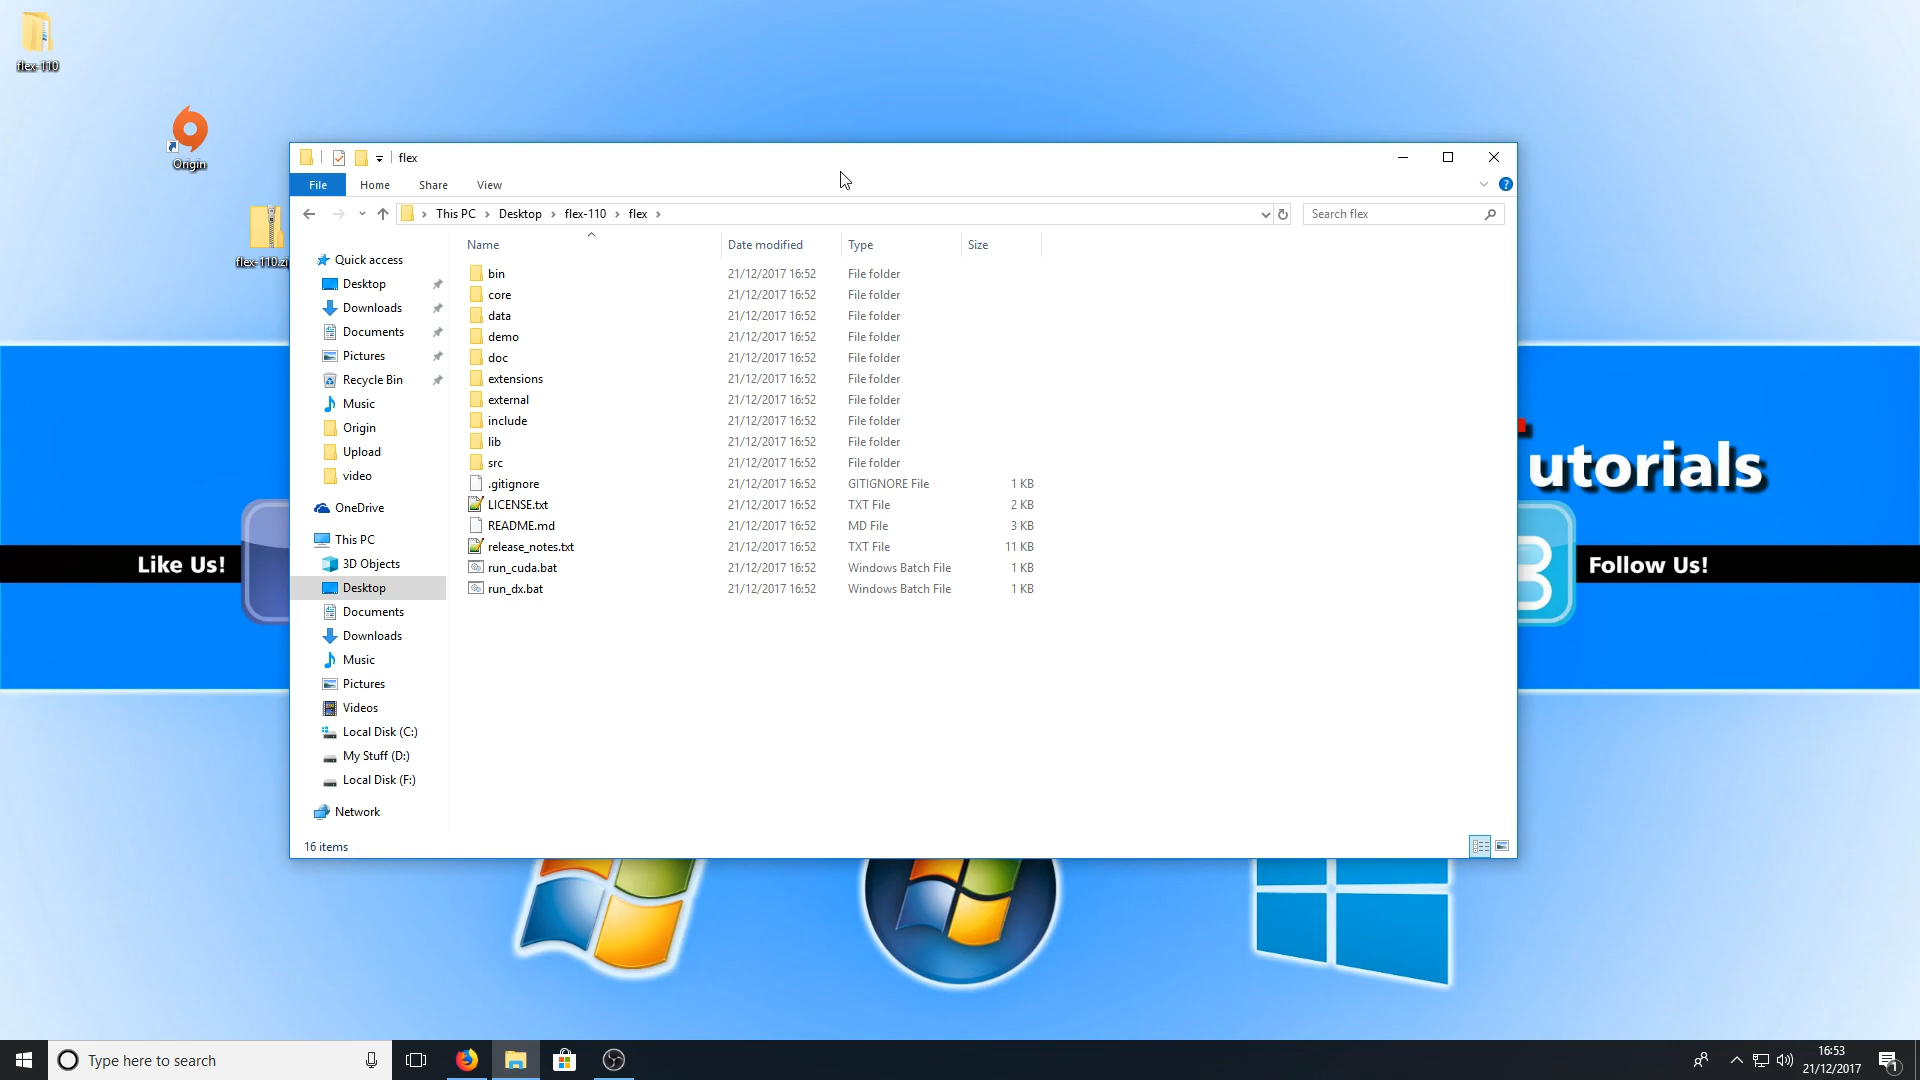 flex-110
Origin
flex
File Home Share View
This PC Desktop flex-110 flex
Search flex
flex-110.zi
Name Date modified Type Size
Quick access
Desktop
Downloads
Documents
Pictures
Recycle Bin
Music
Origin
Upload
video
OneDrive
This PC
3D Objects
Desktop
Documents
Downloads
Music
Pictures
Videos
Local Disk (C:)
My Stuff (D:)
Local Disk (F:)
Network
bin 21/12/2017 16:52 File folder
core 21/12/2017 16:52 File folder
data 21/12/2017 16:52 File folder
demo 21/12/2017 16:52 File folder
doc 21/12/2017 16:52 File folder
extensions 21/12/2017 16:52 File folder
external 21/12/2017 16:52 File folder
include 21/12/2017 16:52 File folder
lib 21/12/2017 16:52 File folder
src 21/12/2017 16:52 File folder
.gitignore 21/12/2017 16:52 GITIGNORE File 1 KB
LICENSE.txt 21/12/2017 16:52 TXT File 2 KB
README.md 21/12/2017 16:52 MD File 3 KB
release_notes.txt 21/12/2017 16:52 TXT File 11 KB
run_cuda.bat 21/12/2017 16:52 Windows Batch File 1 KB
run_dx.bat 21/12/2017 16:52 Windows Batch File 1 KB
16 items
utorials
Like Us!
Follow Us!
Type here to search
16:53
21/12/2017
1